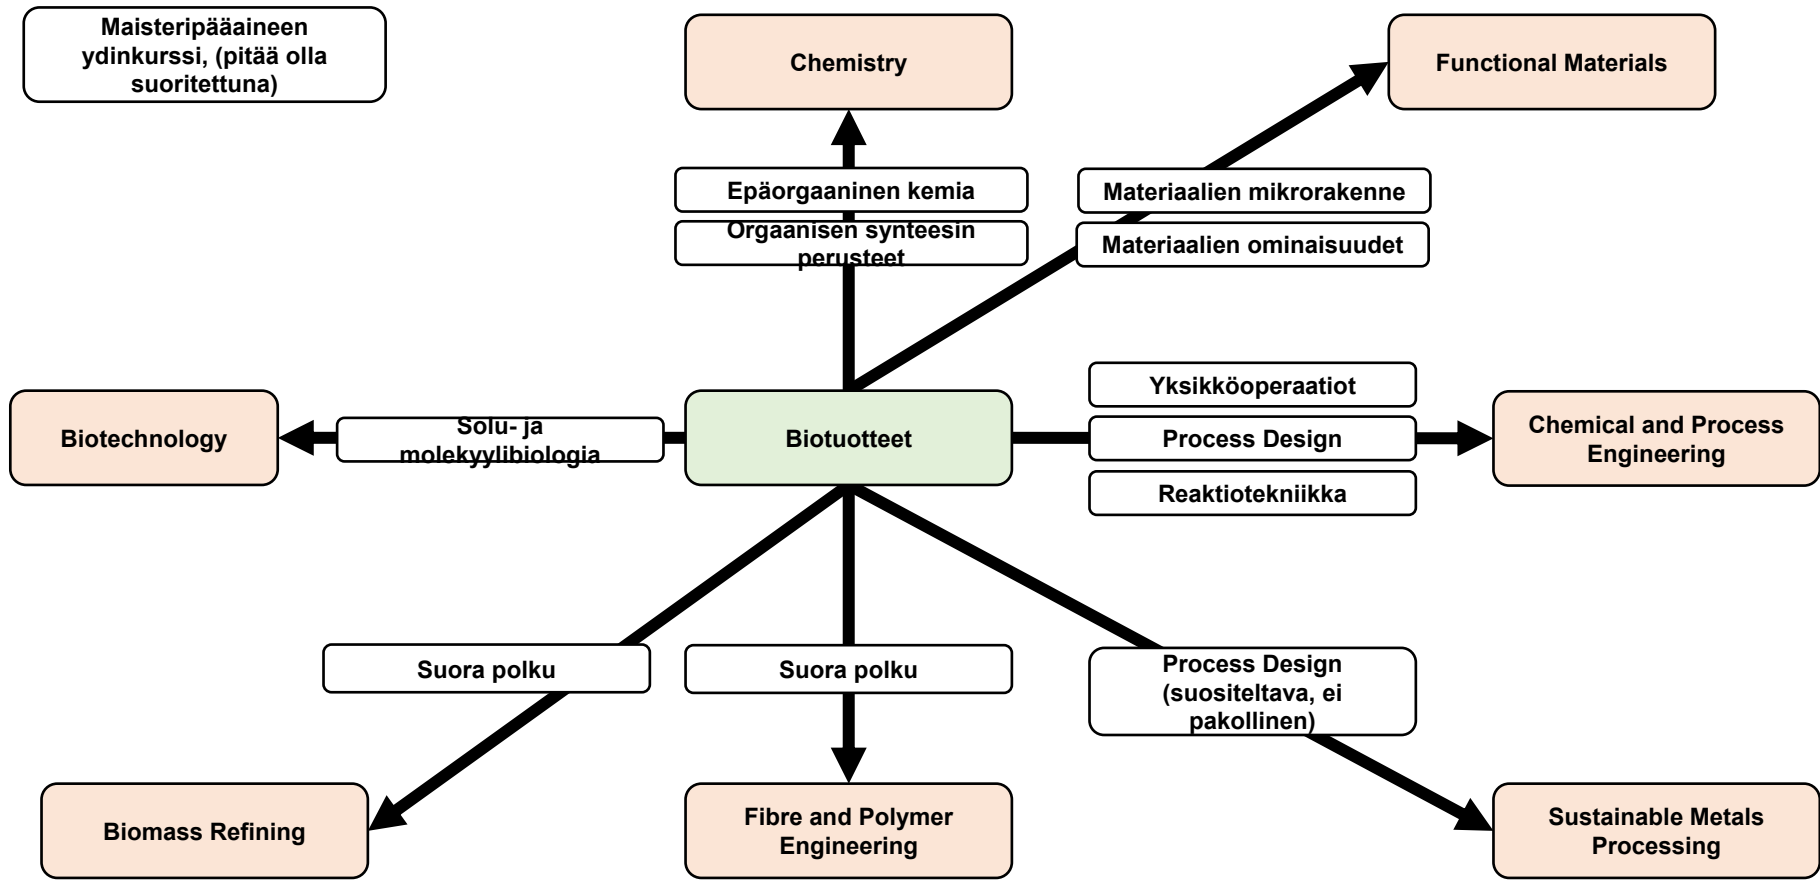 Maisteripääaineen
ydinkurssi, (pitää olla
suoritettuna)
Chemistry
Functional Materials
Epäorgaaninen kemia
Orgaanisen synteesin
perusteet
Materiaalien mikrorakenne
Materiaalien ominaisuudet
Biotechnology
Solu- ja
molekyylibiologia
Biotuotteet
Yksikköoperaatiot
Process Design
Reaktiotekniikka
Chemical and Process
Engineering
Suora polku
Suora polku
Process Design
(suositeltava, ei
pakollinen)
Biomass Refining
Fibre and Polymer
Engineering
Sustainable Metals
Processing